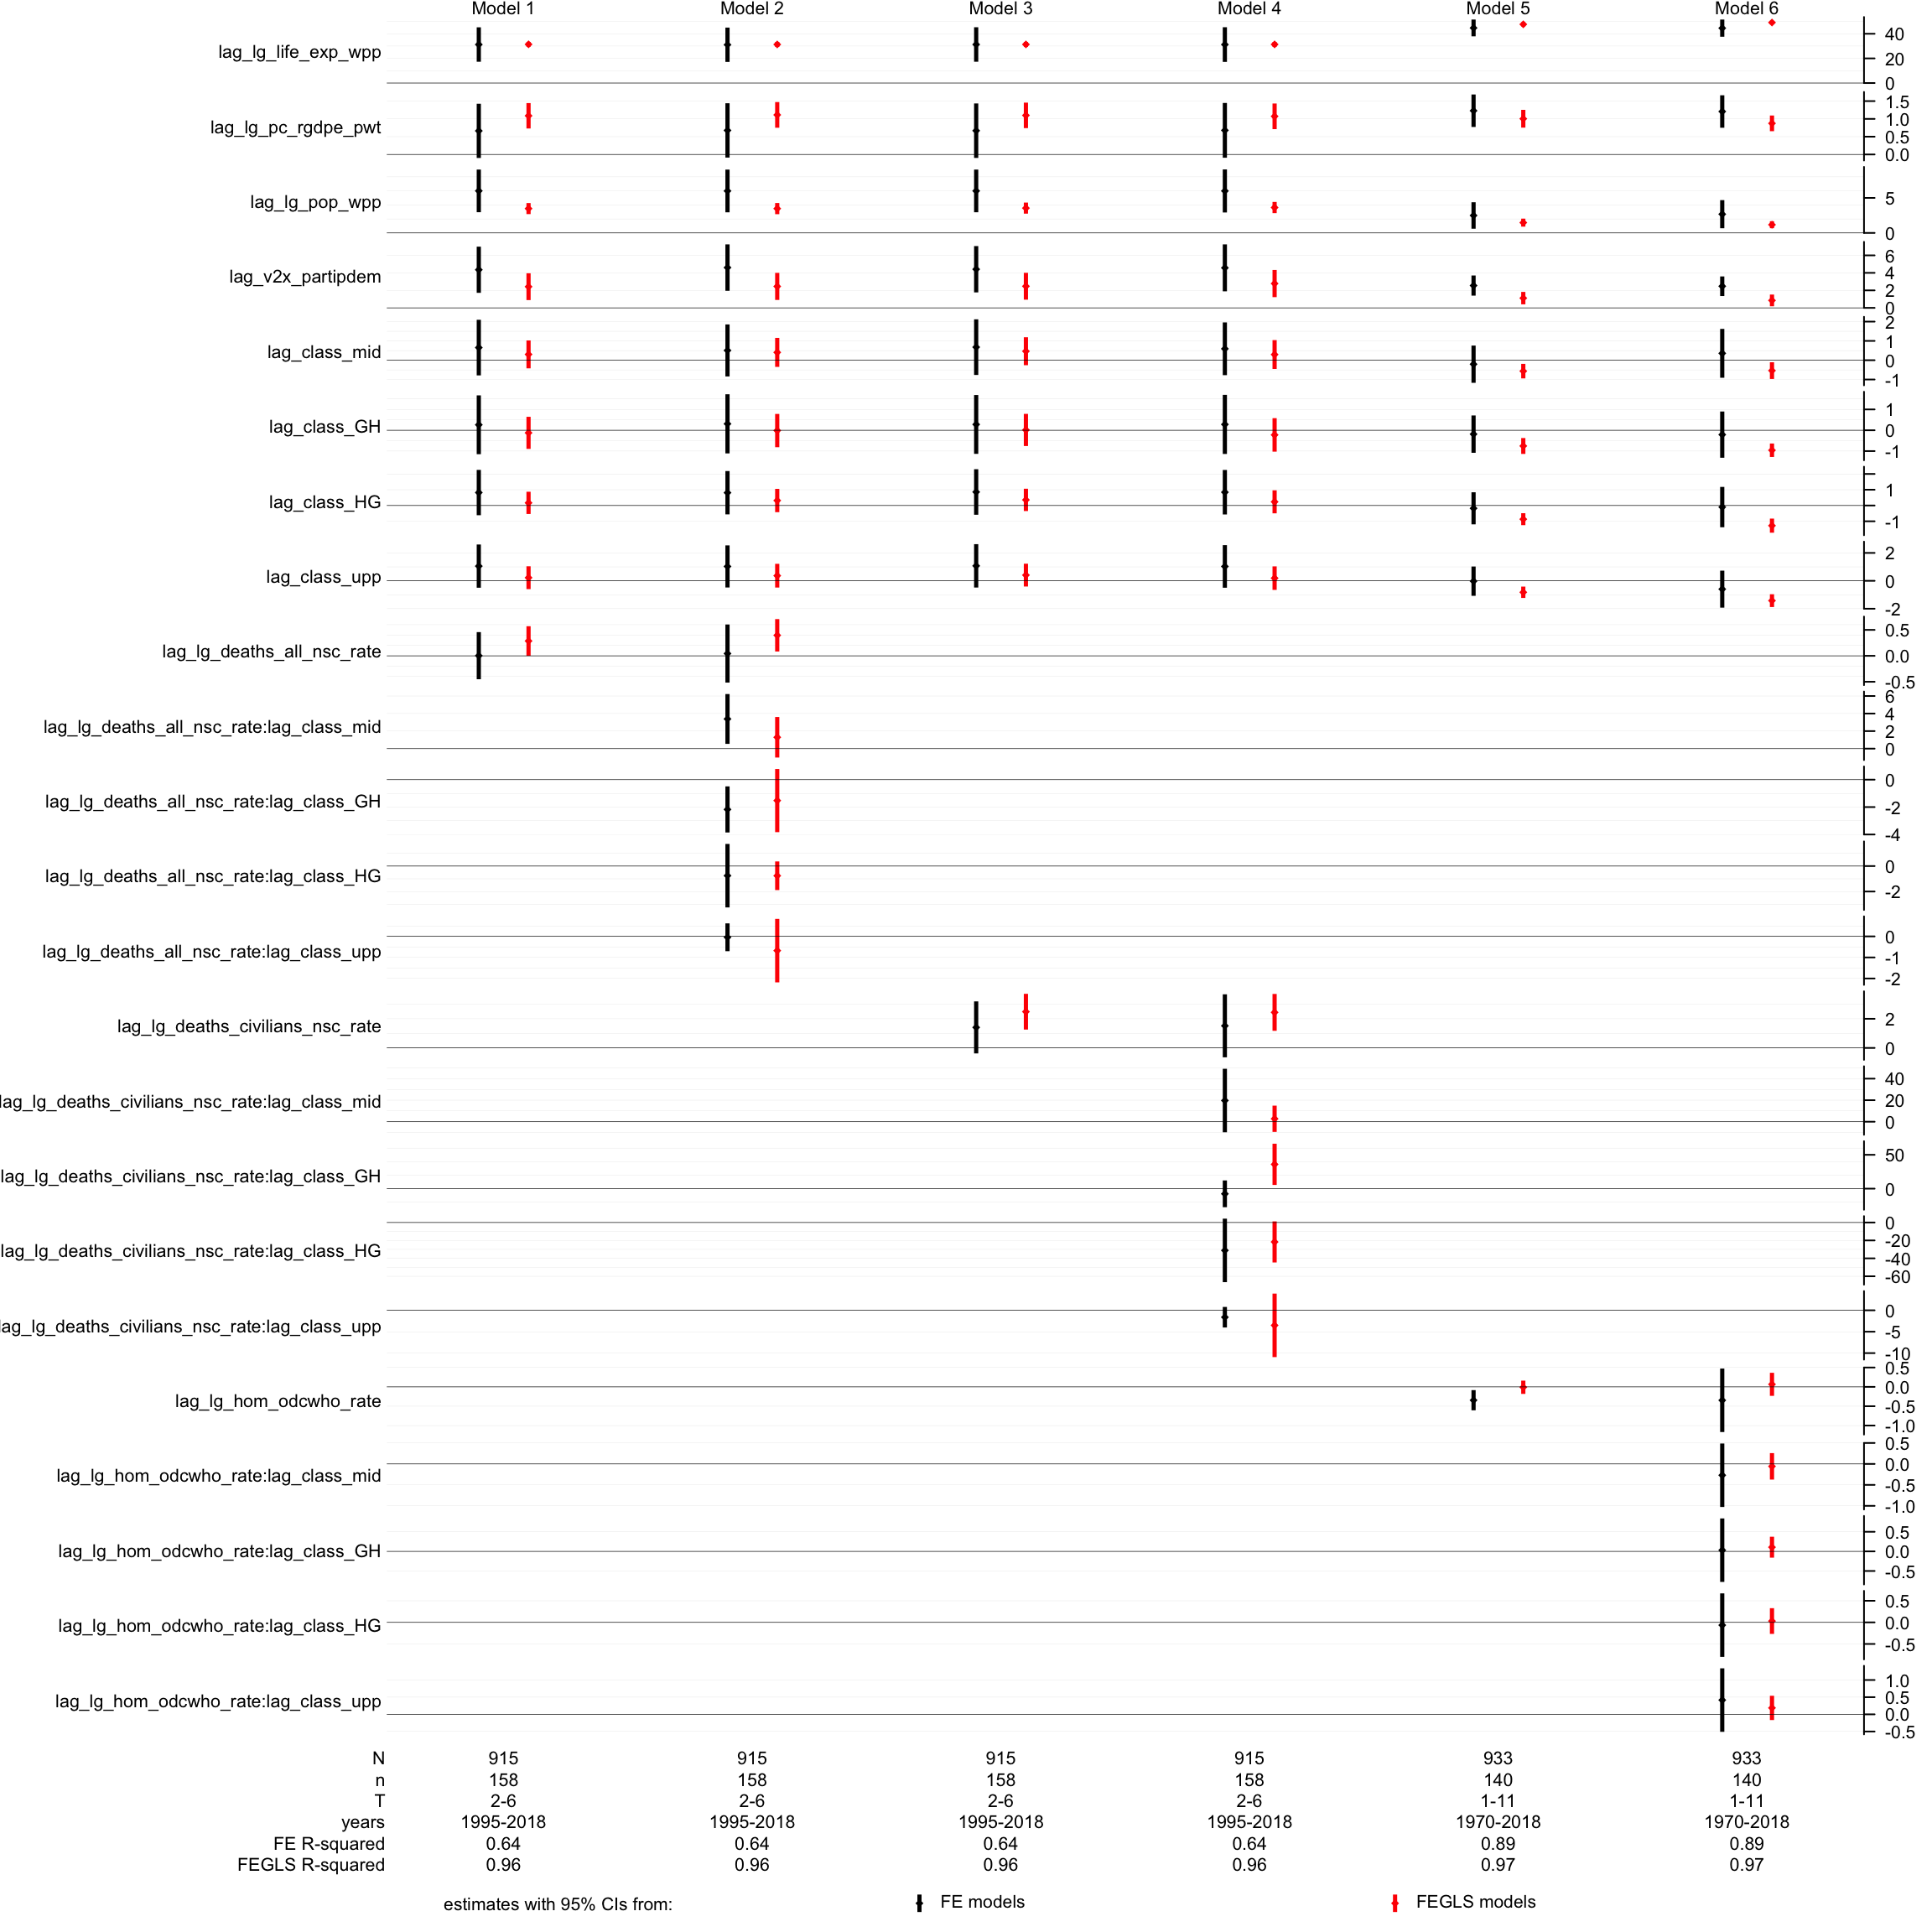 Model 1 Model 2 Model 3 Model 4 Model 5 Model 6
lag_lg_life_exp_wpp 40 20 0
lag_lg_pc_rgdpe_pwt 1.5 1.0 0.5 0.0
lag_lg_pop_wpp 5 0
lag_v2x_partipdem 6 4 2 0
lag_class_mid 2 1 0 -1
lag_class_GH 1 0 -1
lag_class_HG 1 -1
lag_class_upp 2 0 -2
lag_lg_deaths_all_nsc_rate 0.5 0.0 -0.5
lag_lg_deaths_all_nsc_rate:lag_class_mid 6 4 2 0
lag_lg_deaths_all_nsc_rate:lag_class_GH 0 -2 -4
lag_lg_deaths_all_nsc_rate:lag_class_HG 0 -2
lag_lg_deaths_all_nsc_rate:lag_class_upp 0 -1 -2
lag_lg_deaths_civilians_nsc_rate 2 0
lag_lg_deaths_civilians_nsc_rate:lag_class_mid 40 20 0
lag_lg_deaths_civilians_nsc_rate:lag_class_GH 50 0
lag_lg_deaths_civilians_nsc_rate:lag_class_HG 0 -20 -40 -60
lag_lg_deaths_civilians_nsc_rate:lag_class_upp 0 -5 -10
lag_lg_hom_odcwho_rate 0.5 0.0 -0.5 -1.0
lag_lg_hom_odcwho_rate:lag_class_mid 0.5 0.0 -0.5 -1.0
lag_lg_hom_odcwho_rate:lag_class_GH 0.5 0.0 -0.5
lag_lg_hom_odcwho_rate:lag_class_HG 0.5 0.0 -0.5
lag_lg_hom_odcwho_rate:lag_class_upp 1.0 0.5 0.0 -0.5
N 915 915 915 915 933 933
n 158 158 158 158 140 140
T 2-6 2-6 2-6 2-6 1-11 1-11
years 1995-2018 1995-2018 1995-2018 1995-2018 1970-2018 1970-2018
FE R-squared 0.64 0.64 0.64 0.64 0.89 0.89
FEGLS R-squared 0.96 0.96 0.96 0.96 0.97 0.97
estimates with 95% CIs from: FE models FEGLS models